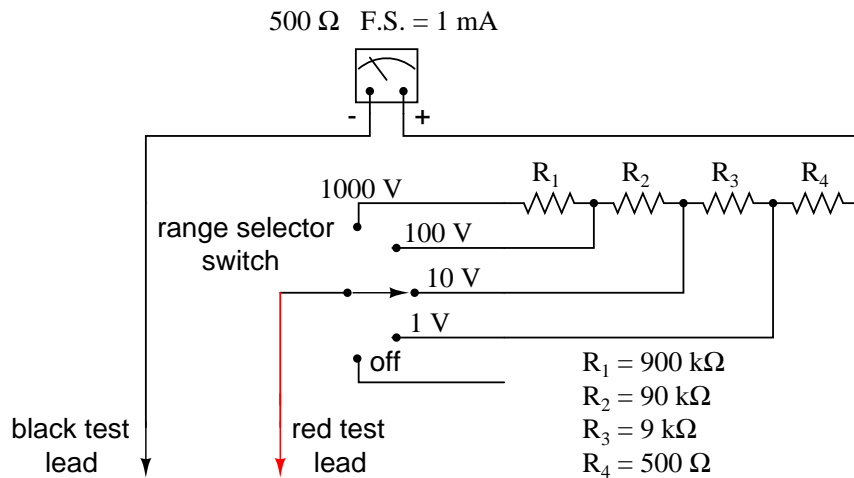 500 Ω F.S. = 1 mA
- +
R₁ R₂ R₃ R₄
1000 V
range selector
switch
100 V
10 V
1 V
off
R₁ = 900 kΩ
R₂ = 90 kΩ
R₃ = 9 kΩ
R₄ = 500 Ω
black test
lead
red test
lead